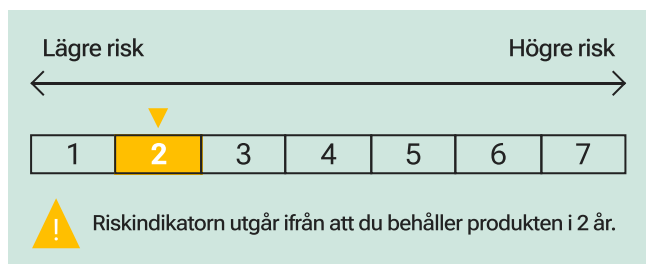 Lägre risk Högre risk
1 2 3 4 5 6 7
! Riskindikatorn utgår ifrån att du behåller produkten i 2 år.